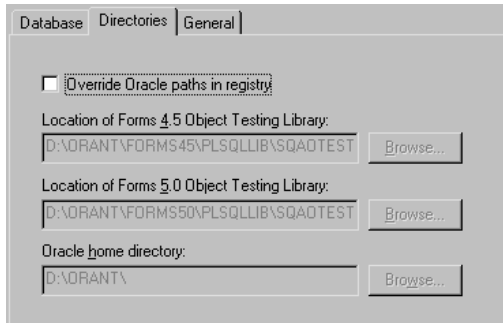 Database Directories General
Override Oracle paths in registry
Location of Forms 4.5 Object Testing Library:
D:\ORANT\FORMS45\PLSQLLIB\SQAOTEST Browse...
Location of Forms 5.0 Object Testing Library:
D:\ORANT\FORMS50\PLSQLLIB\SQAOTEST Browse...
Oracle home directory:
D:\ORANT\ Browse...